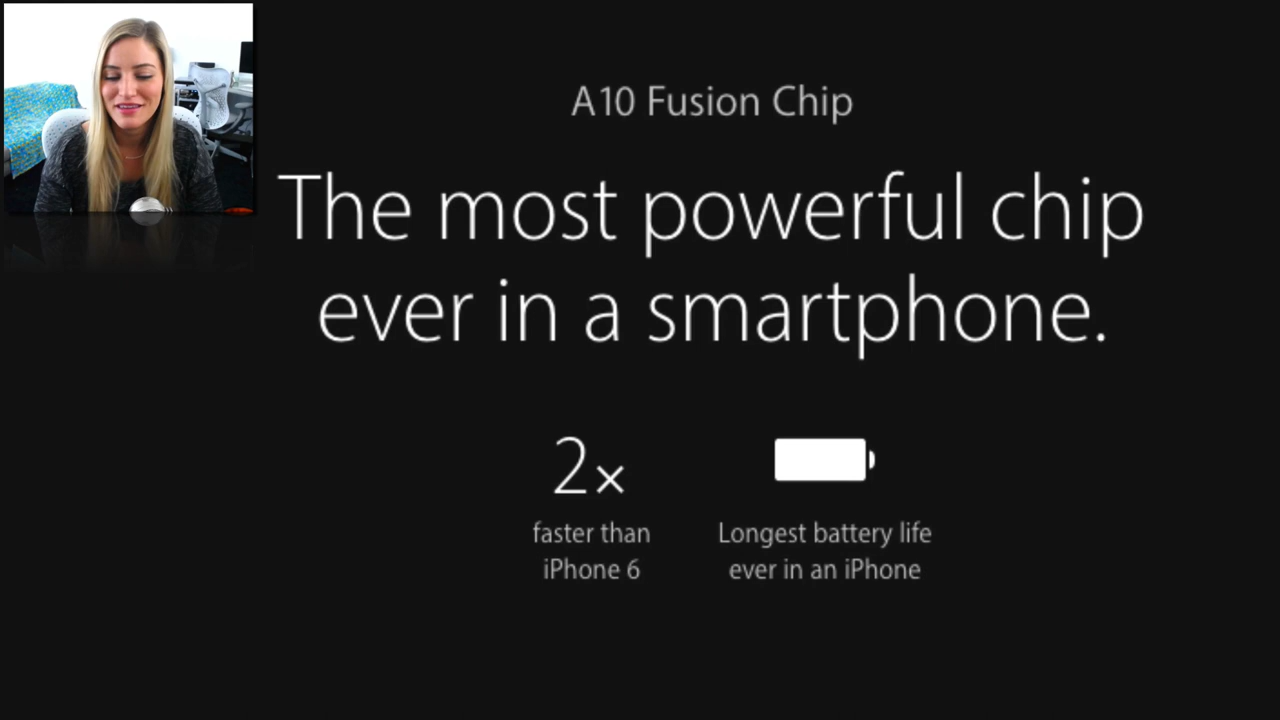 A10 Fusion Chip
The most powerful chip
ever in a smartphone.
2x
faster than
iPhone 6
Longest battery life
ever in an iPhone